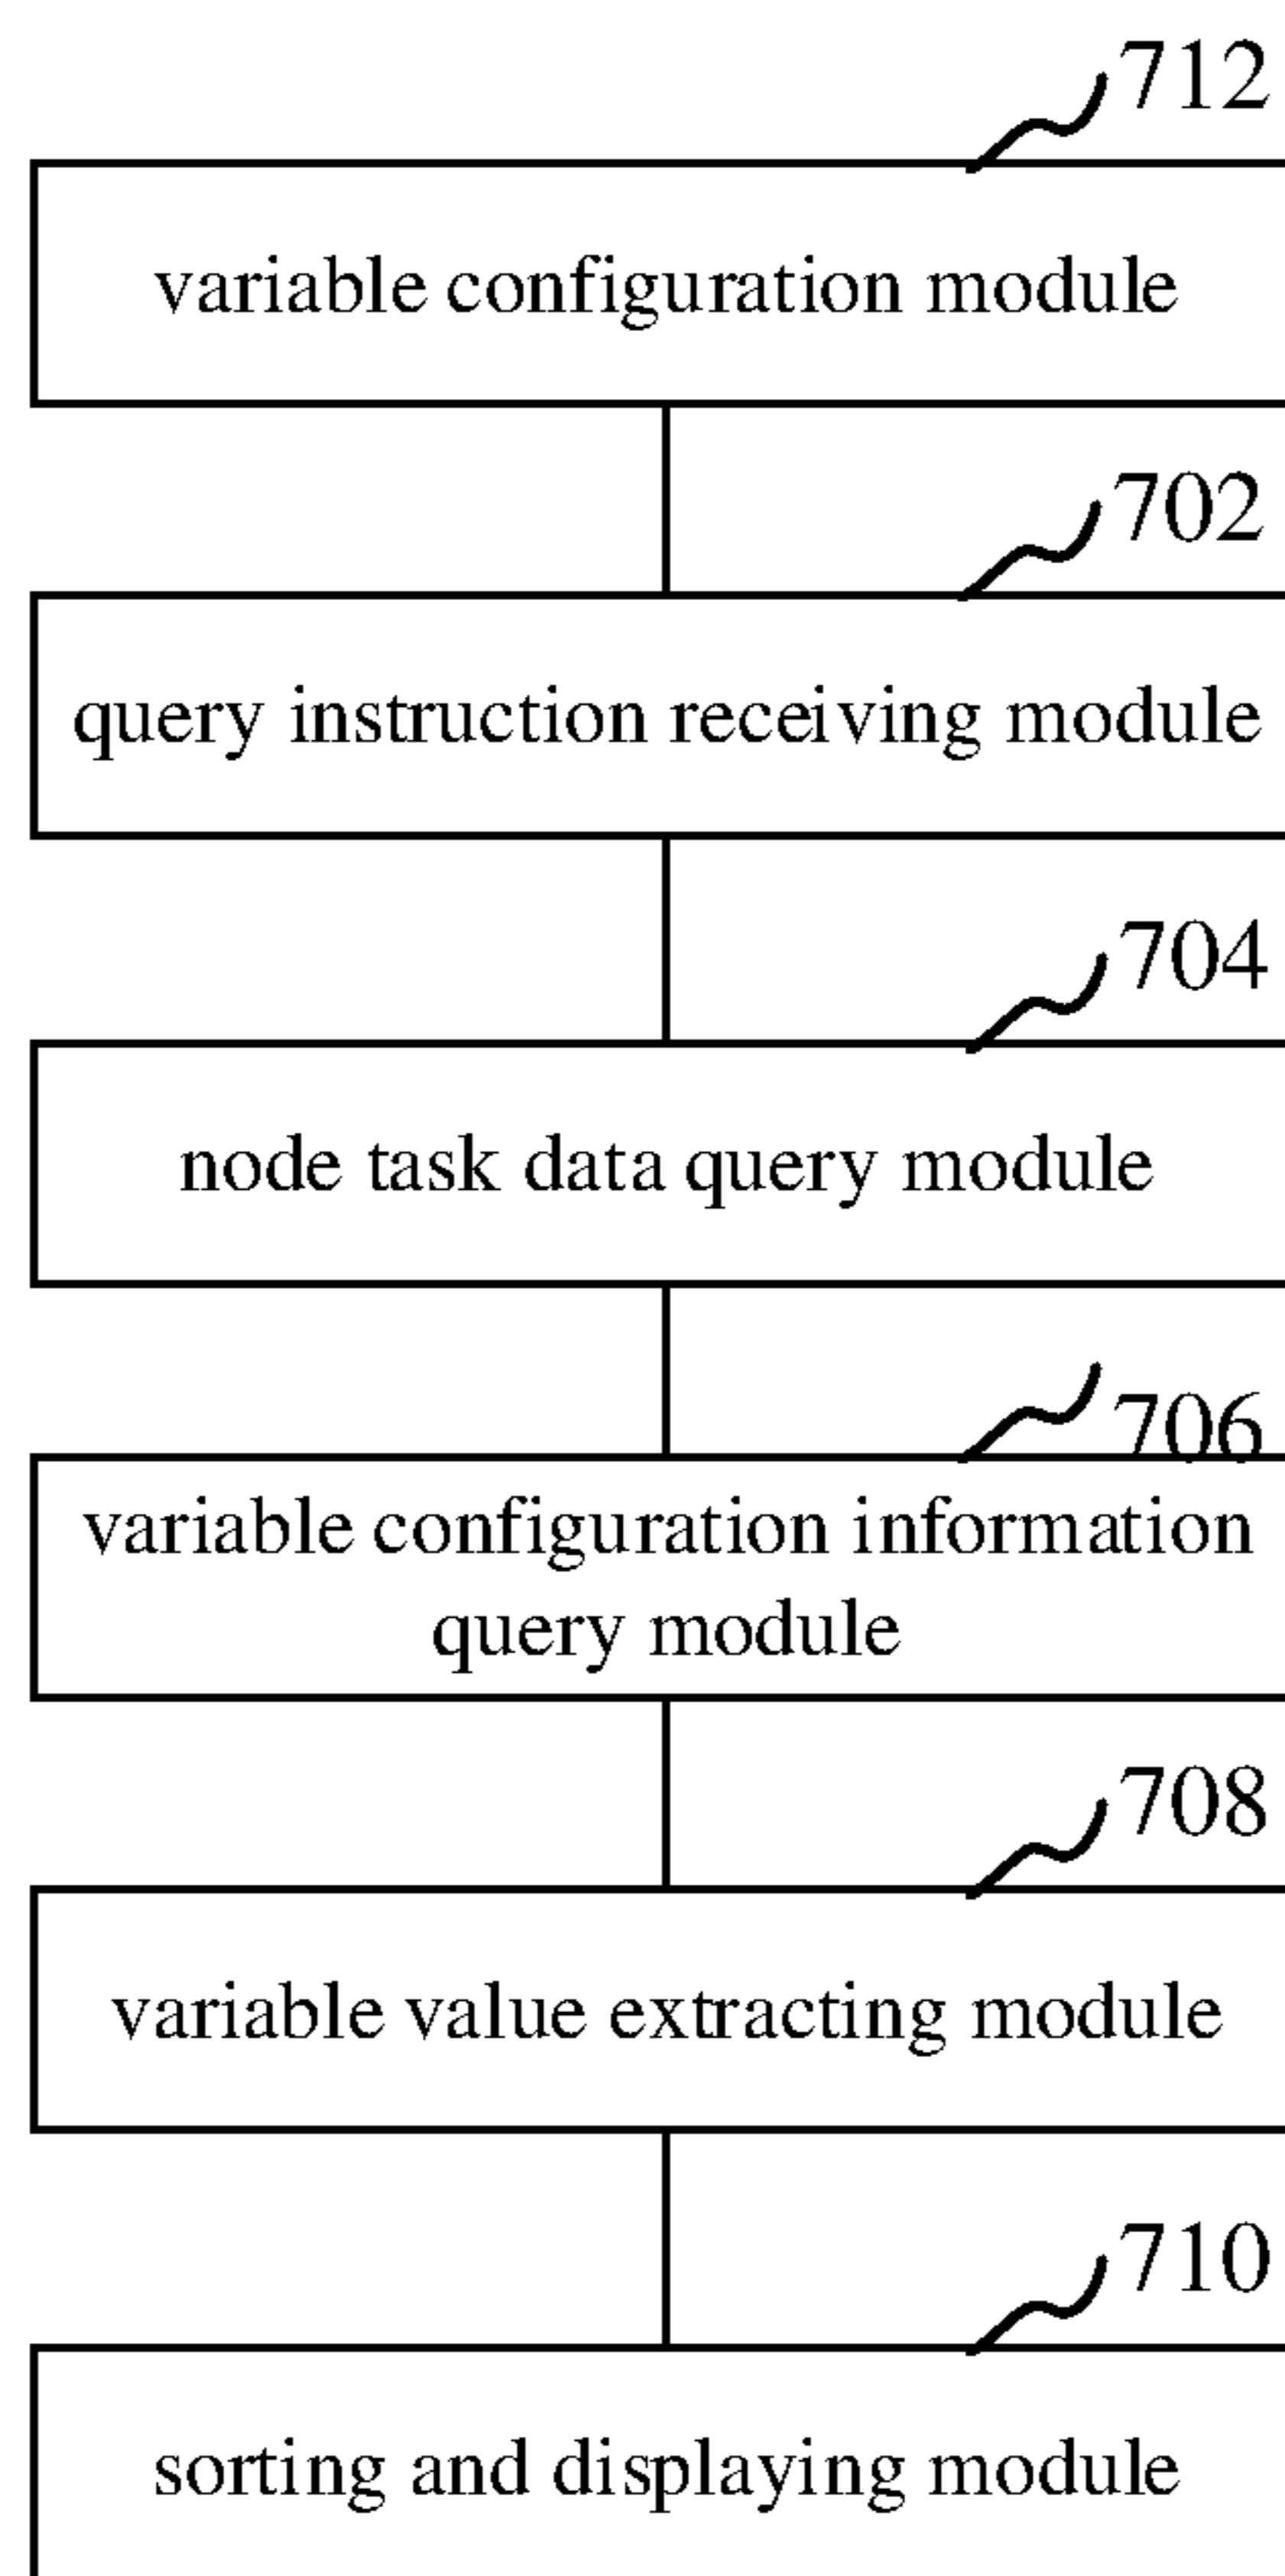 712
variable configuration module
702
query instruction receiving module
704
node task data query module
706
variable configuration information
query module
708
variable value extracting module
710
sorting and displaying module